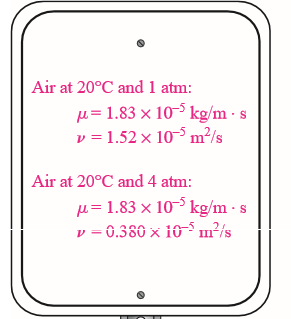 Air at 20°C and 1 atm:
μ = 1.83 × 10⁻⁵ kg/m · s
ν = 1.52 × 10⁻⁵ m²/s
Air at 20°C and 4 atm:
μ = 1.83 × 10⁻⁵ kg/m · s
ν = 0.380 × 10⁻⁵ m²/s